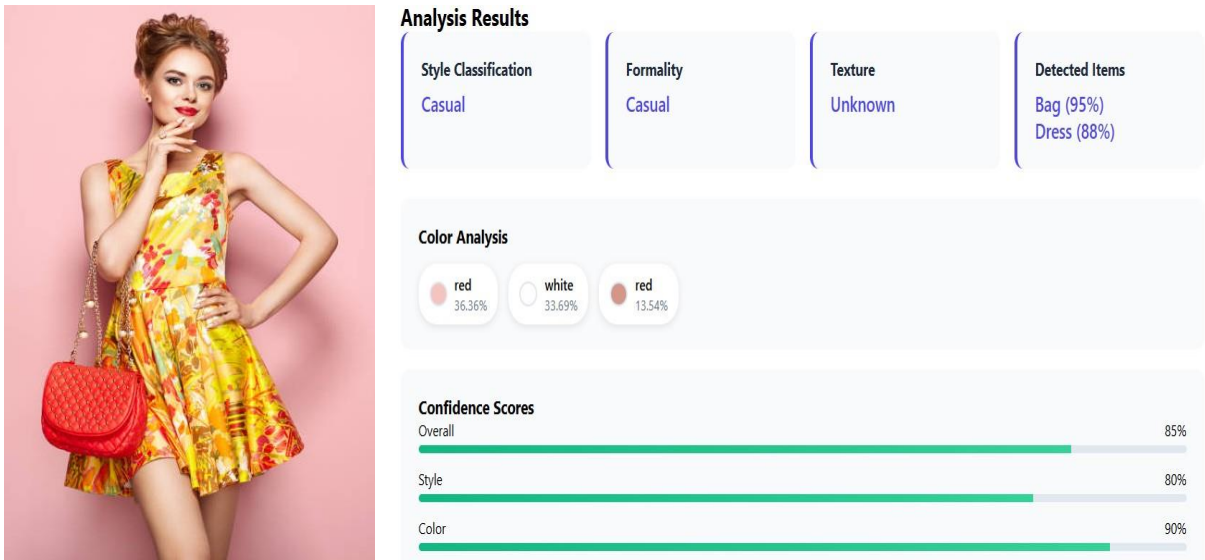 Analysis Results
Style Classification
Casual
Formality
Casual
Texture
Unknown
Detected Items
Bag (95%)
Dress (88%)
Color Analysis
red
36.36%
white
33.69%
red
13.54%
Confidence Scores
Overall
85%
Style
80%
Color
90%